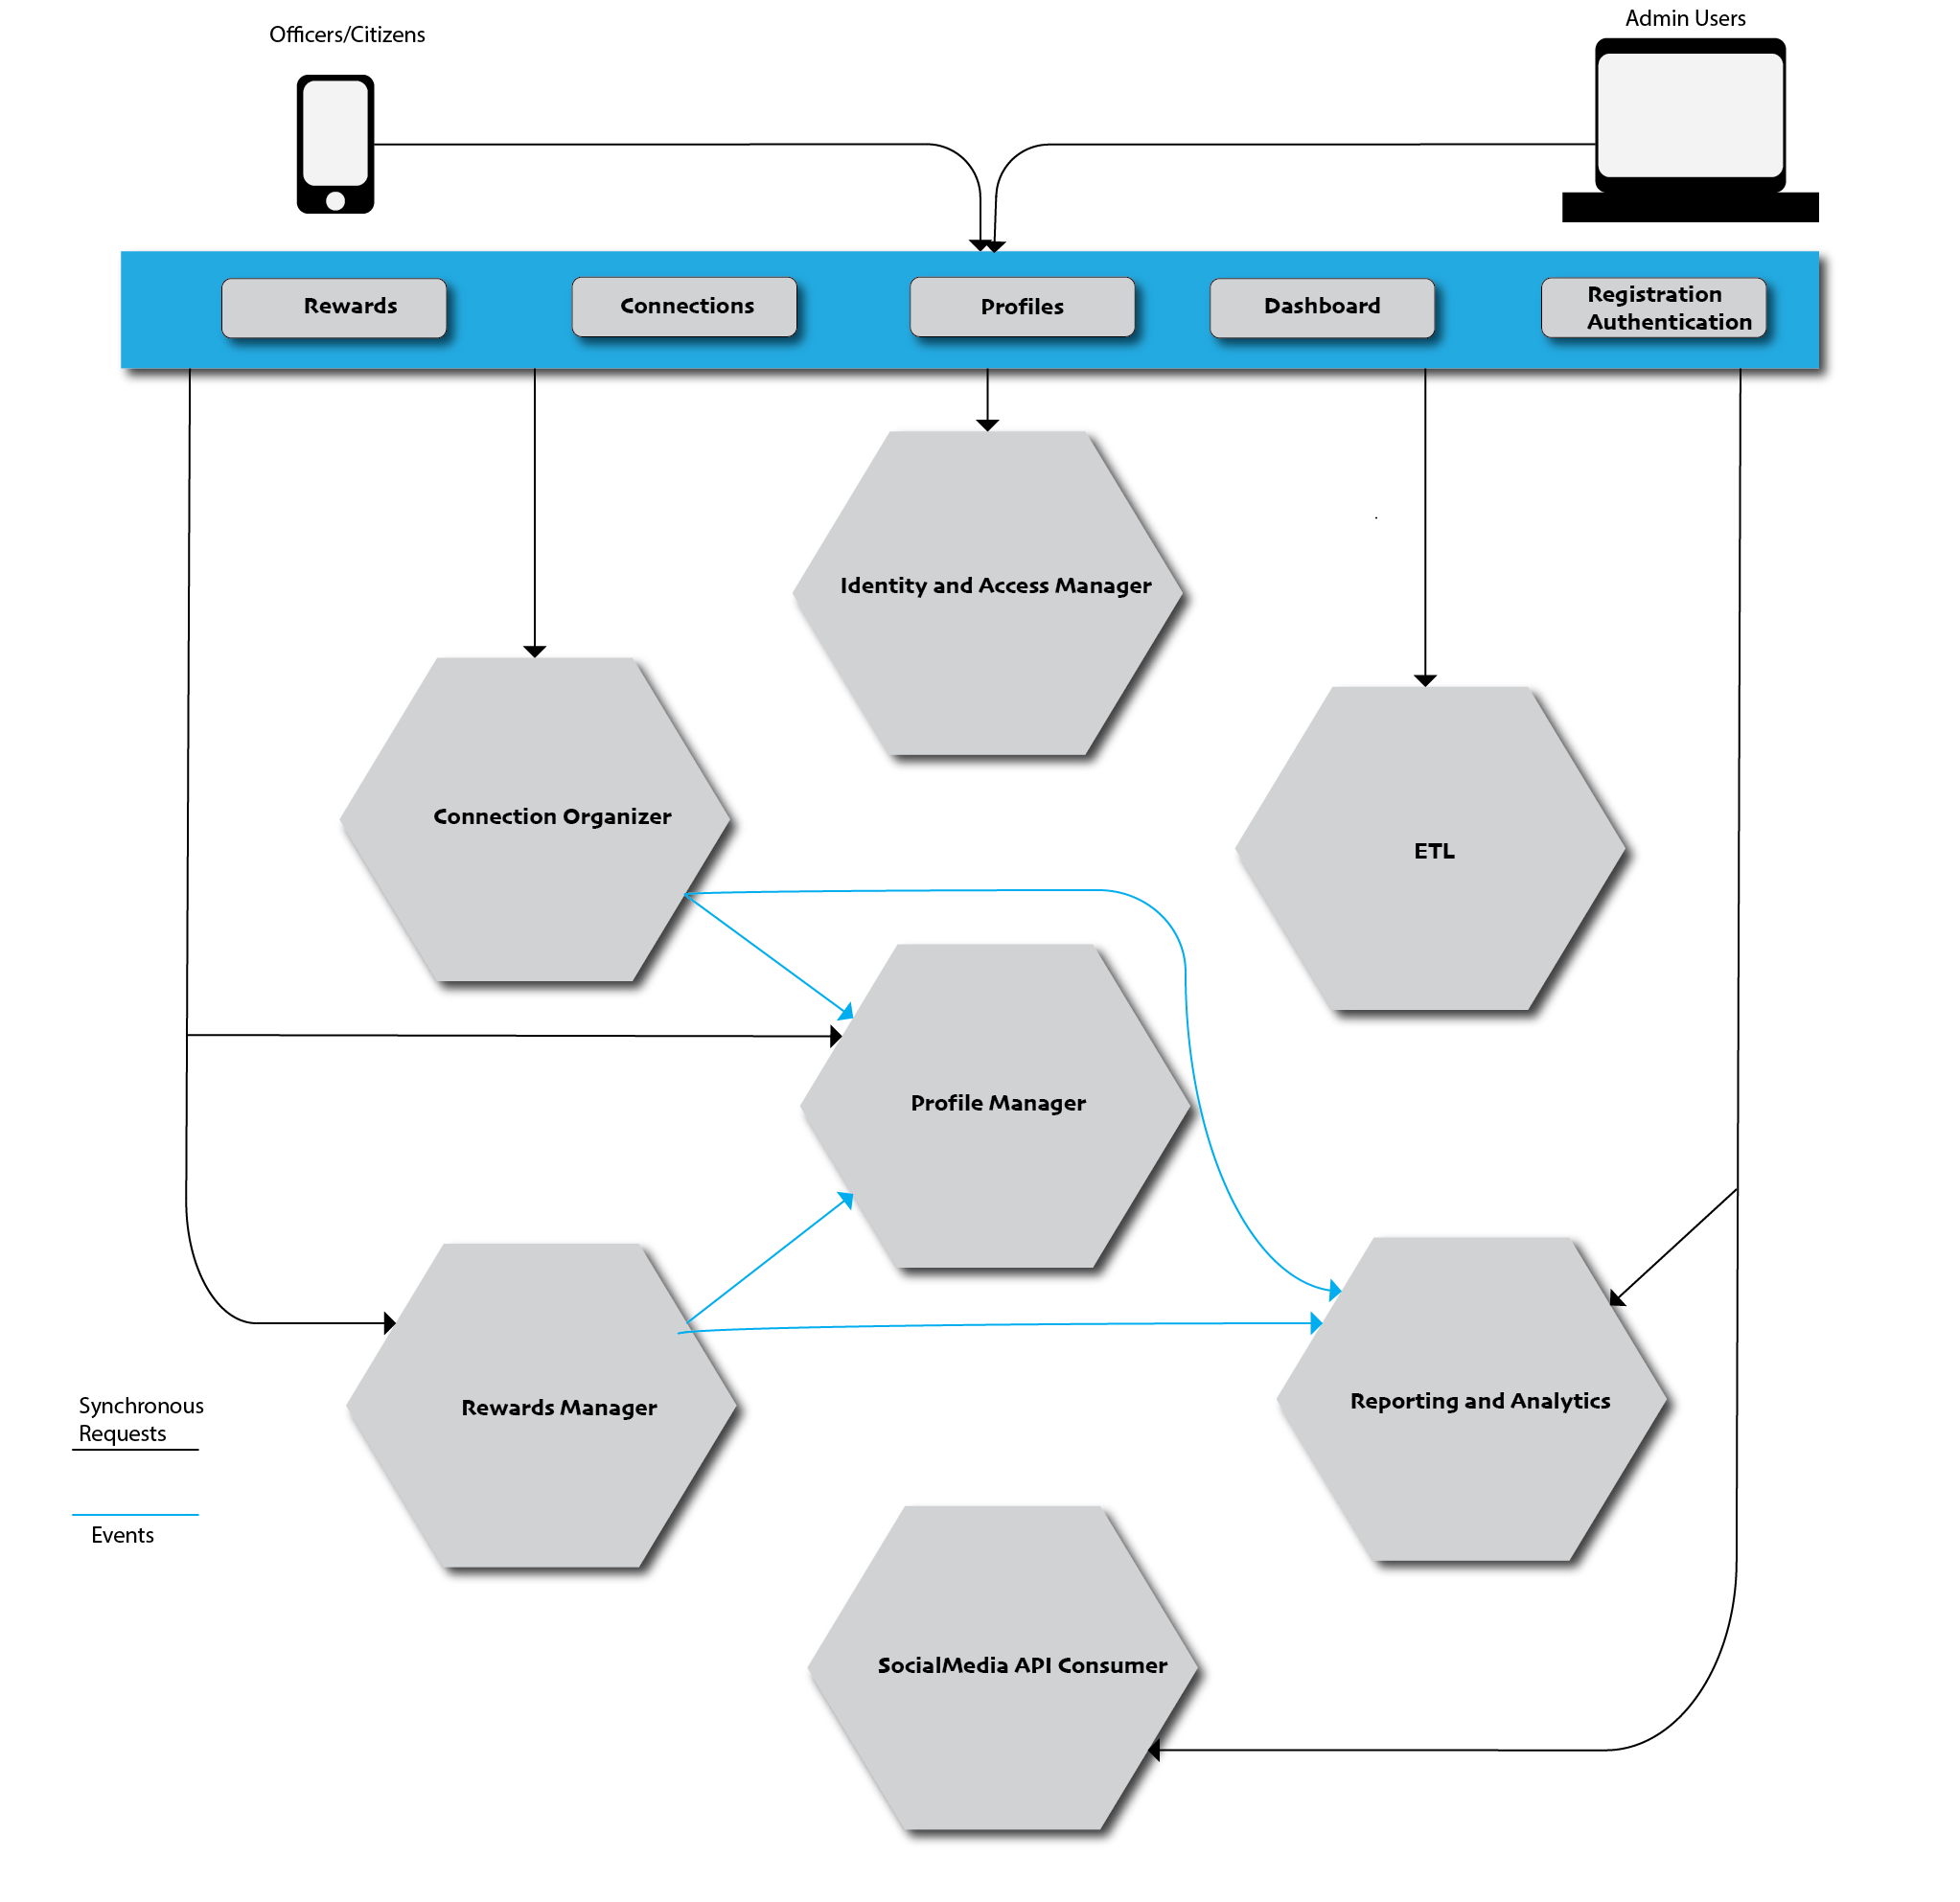 Officers/Citizens
Admin Users
Rewards
Connections
Profiles
Dashboard
Registration
Authentication
Identity and Access Manager
Connection Organizer
ETL
Profile Manager
Rewards Manager
Reporting and Analytics
Synchronous
Requests
Events
SocialMedia API Consumer